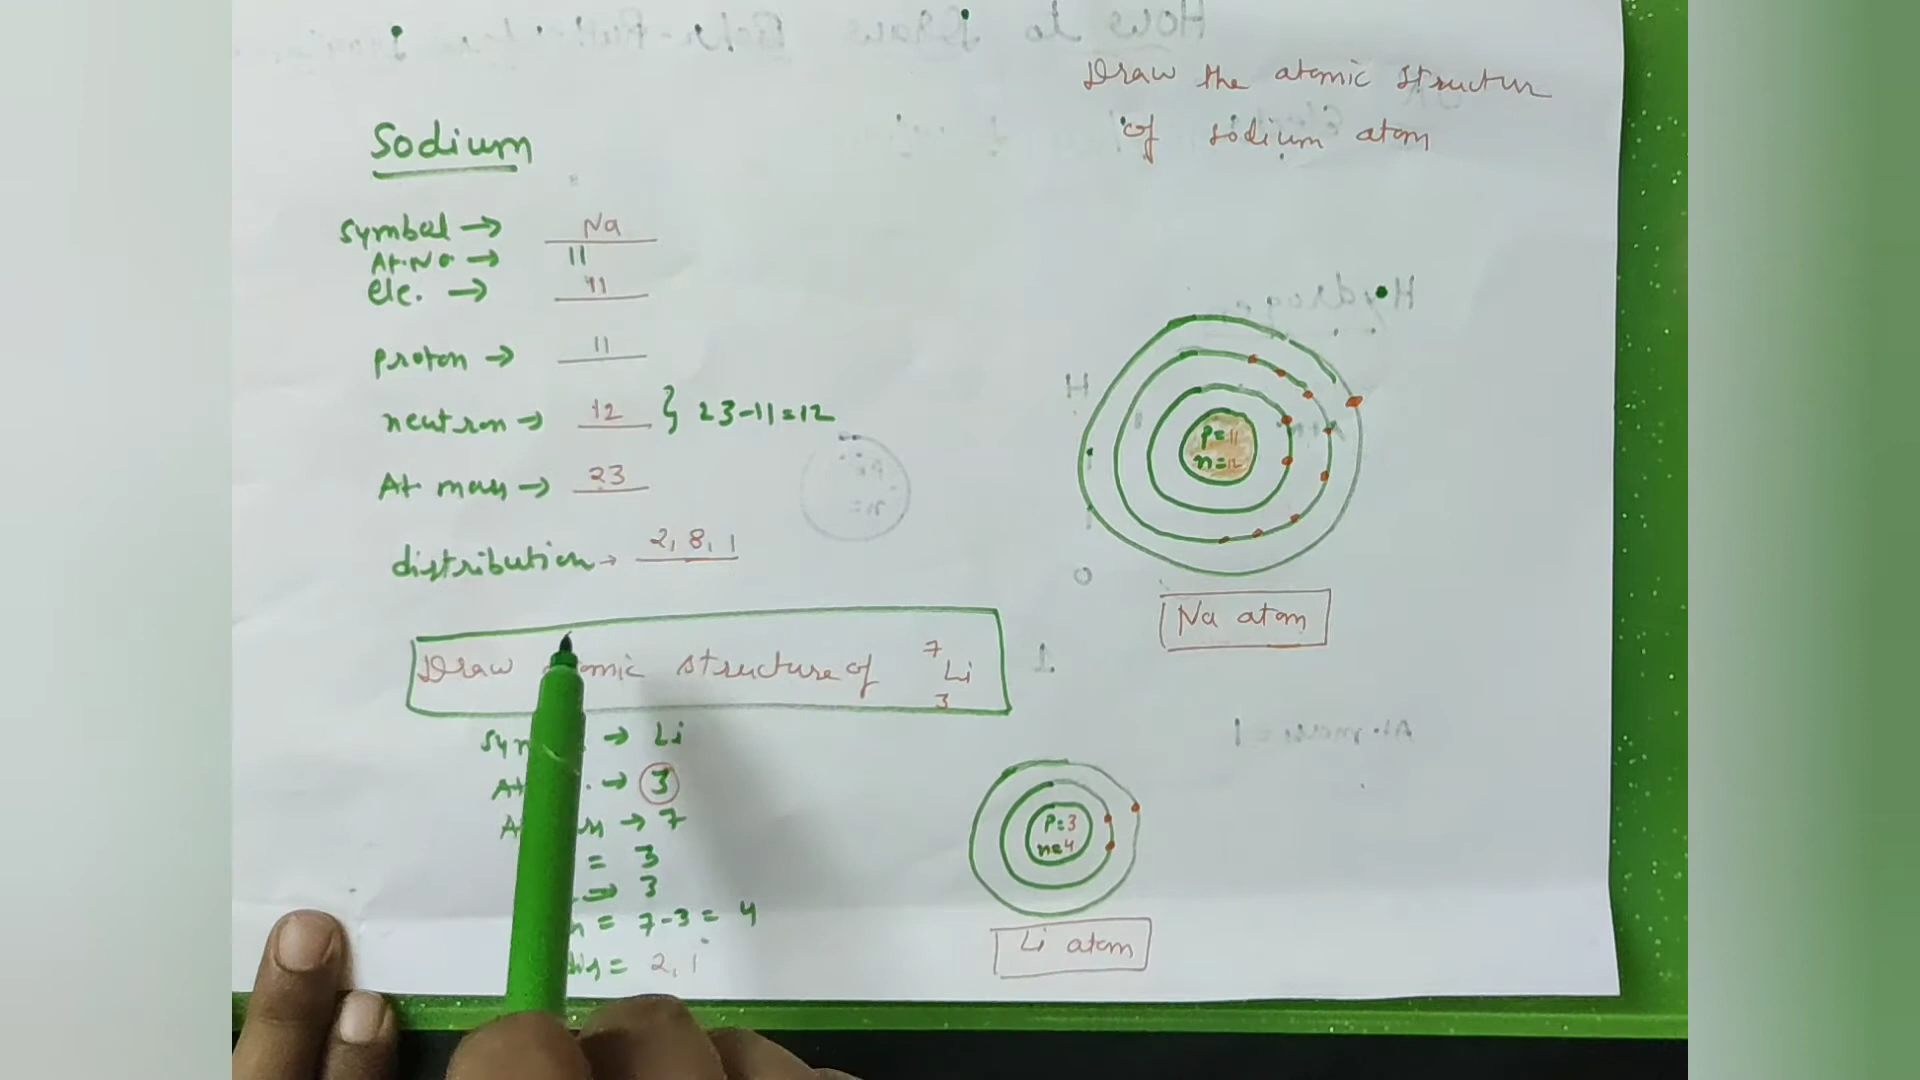 Draw the atomic structur
of sodium atom
Sodium
Symbol → Na
At.No → 11
ele. → 11
proton → 11
neutron → 12 } 23-11=12
At mass → 23
distribution → 2, 8, 1
P=11
n=12
Na atom
Draw structure of 7 Li 3
→ Li
→ 3
→ 7
= 3
→ 3
n = 7-3 = 4
dis = 2, 1
P=3
n=4
Li atom